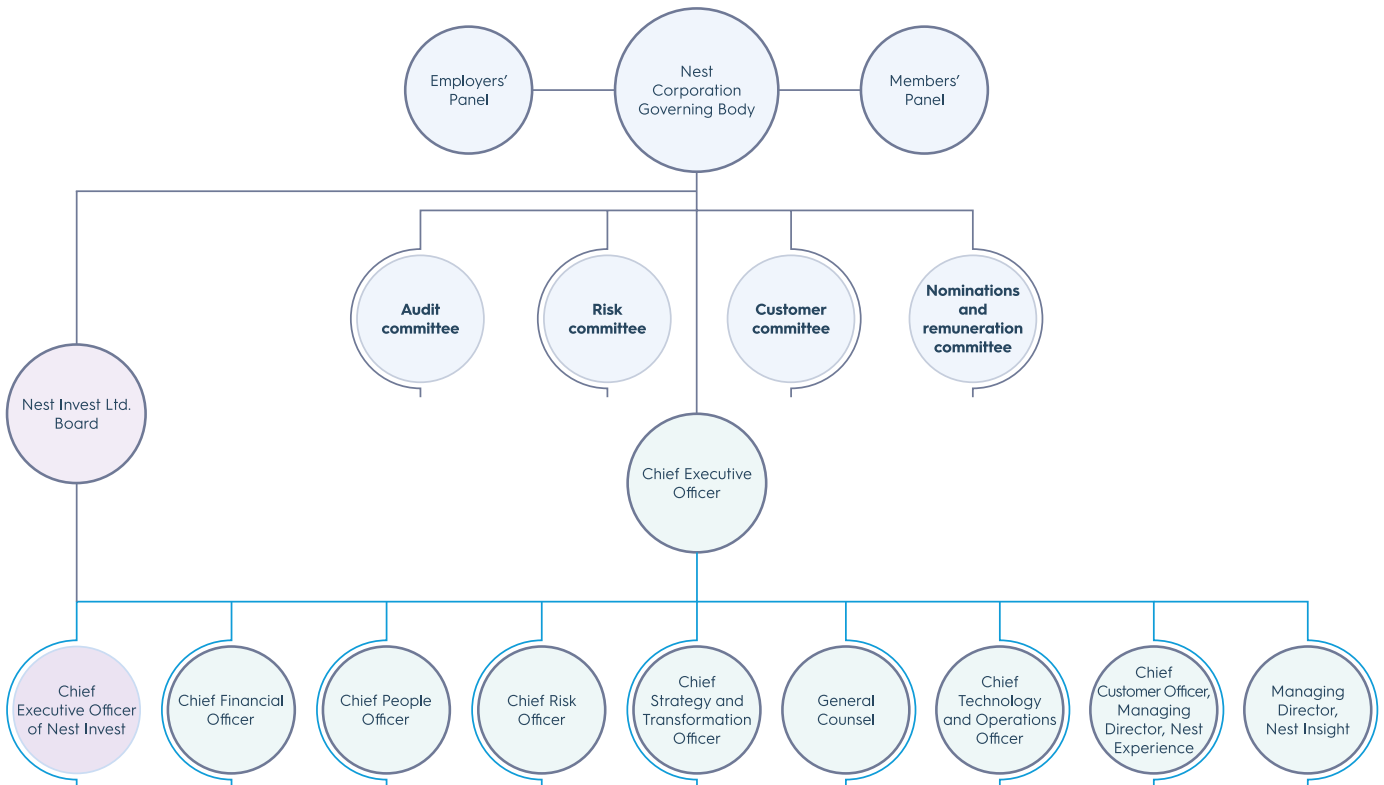 Employers’
Panel
Nest
Corporation
Governing Body
Members’
Panel
Audit
committee
Risk
committee
Customer
committee
Nominations
and
remuneration
committee
Nest Invest Ltd.
Board
Chief Executive
Officer
Chief
Executive Officer
of Nest Invest
Chief Financial
Officer
Chief People
Officer
Chief Risk
Officer
Chief
Strategy and
Transformation
Officer
General
Counsel
Chief
Technology
and Operations
Officer
Chief
Customer Officer,
Managing
Director, Nest
Experience
Managing
Director,
Nest Insight